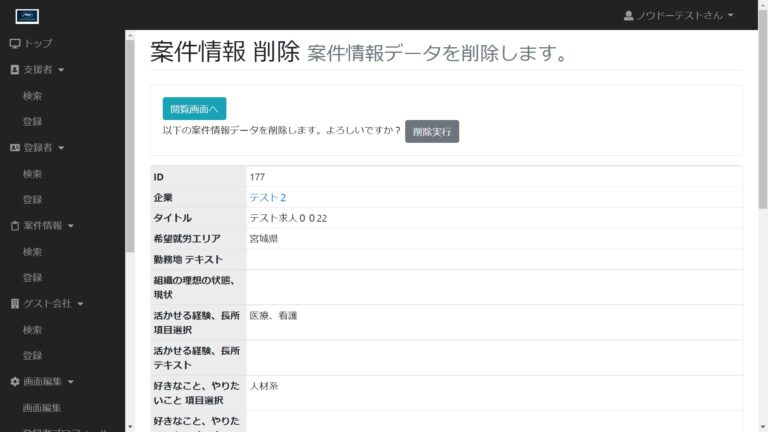 ノウドーテストさん
トップ
支援者
検索
登録
登録者
検索
登録
案件情報
検索
登録
ゲスト会社
検索
登録
画面編集
画面編集
案件情報 削除 案件情報データを削除します。
閲覧画面へ
以下の案件情報データを削除します。よろしいですか？ 削除実行
ID 177
企業 テスト２
タイトル テスト求人００22
希望就労エリア 宮城県
勤務地 テキスト
組織の理想の状態、
現状
活かせる経験、長所 医療、看護
項目選択
活かせる経験、長所
テキスト
好きなこと、やりた 人材系
いこと 項目選択
好きなこと、やりた